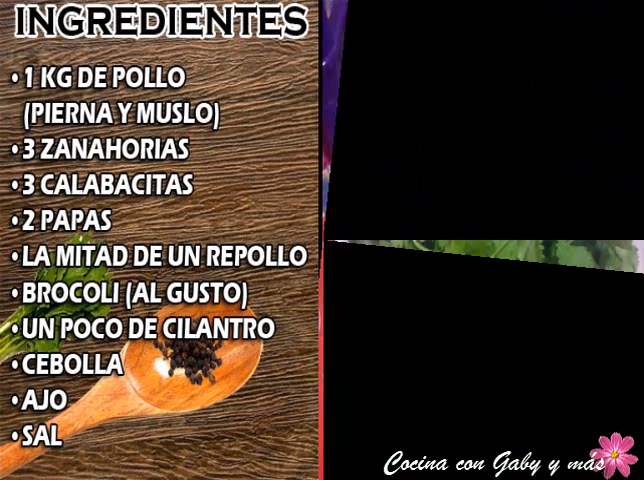 INGREDIENTES
• 1 KG DE POLLO
(PIERNA Y MUSLO)
• 3 ZANAHORIAS
• 3 CALABACITAS
• 2 PAPAS
• LA MITAD DE UN REPOLLO
• BROCOLI (AL GUSTO)
• UN POCO DE CILANTRO
• CEBOLLA
• AJO
• SAL
Cocina con Gaby y más